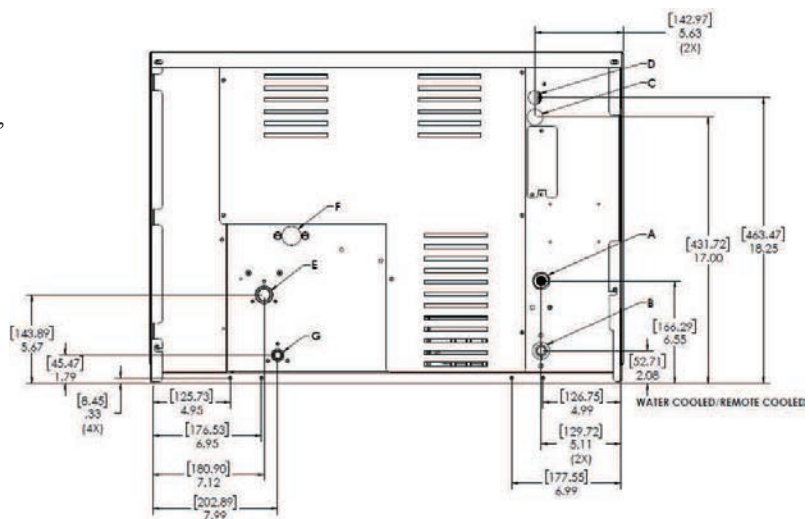 [142.97]
5.63
(2X)
D
C
F
[463.47]
18.25
[431.72]
17.00
A
E
[166.29]
6.55
[143.89]
5.67
G
B
[45.47]
1.79
[52.71]
2.08
[8.45]
.33
(4X)
[125.73]
4.95
[126.75]
4.99
WATER COOLED/REMOTE COOLED
[176.53]
6.95
[129.72]
5.11
(2X)
[180.90]
7.12
[177.55]
6.99
[202.89]
7.99